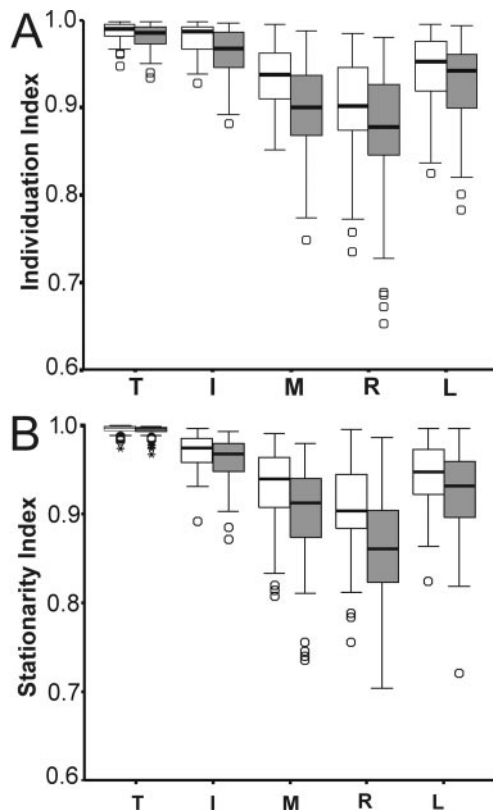 A
Individuation Index
1.0
0.9
0.8
0.7
0.6
T I M R L
B
Stationarity Index
1.0
0.9
0.8
0.7
0.6
T I M R L